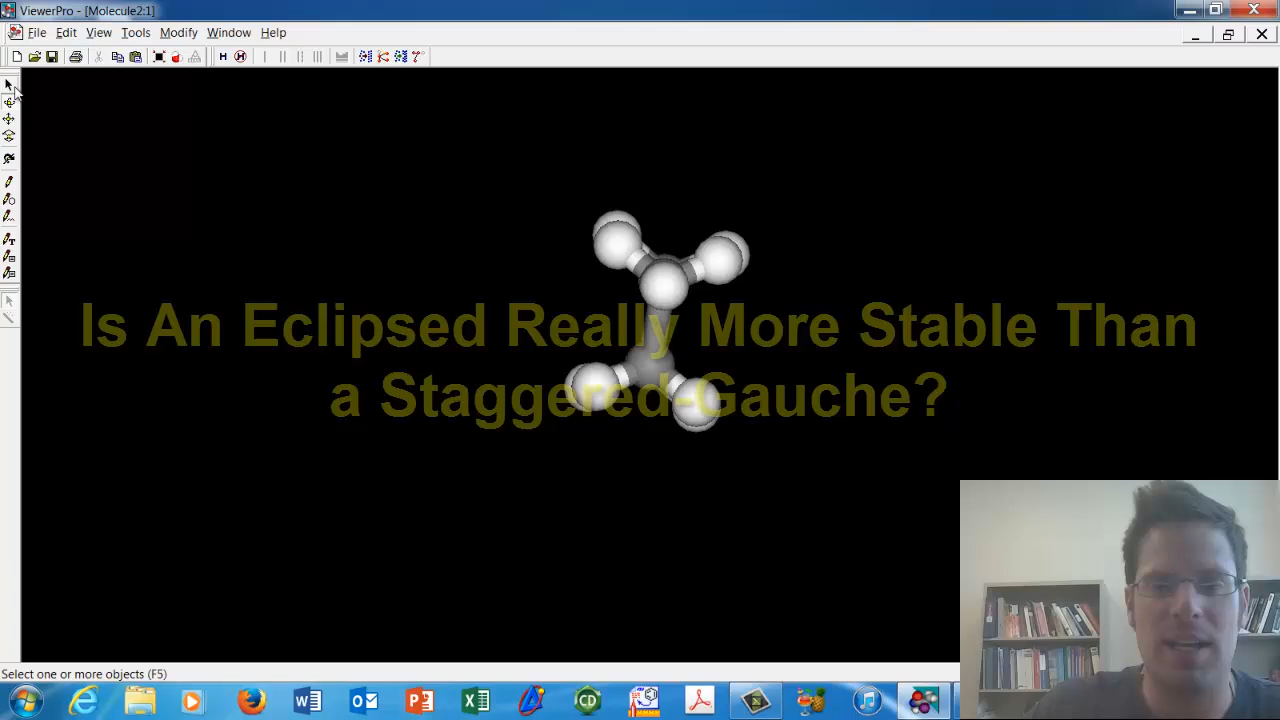 ViewerPro - [Molecule2:1]
File Edit View Tools Modify Window Help
Is An Eclipsed Really More Stable Than
a Staggered-Gauche?
Select one or more objects (F5)